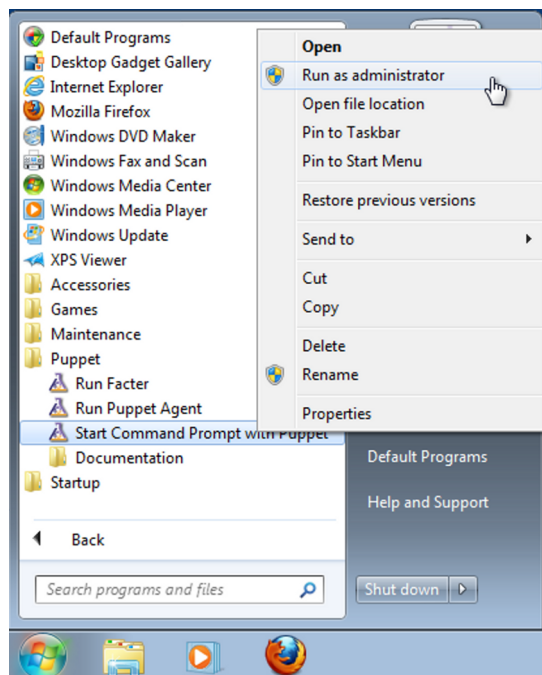 Default Programs
Desktop Gadget Gallery
Internet Explorer
Mozilla Firefox
Windows DVD Maker
Windows Fax and Scan
Windows Media Center
Windows Media Player
Windows Update
XPS Viewer
Accessories
Games
Maintenance
Puppet
Run Facter
Run Puppet Agent
Start Command Prompt with Puppet
Documentation
Startup
Back
Search programs and files
Open
Run as administrator
Open file location
Pin to Taskbar
Pin to Start Menu
Restore previous versions
Send to
Cut
Copy
Delete
Rename
Properties
Default Programs
Help and Support
Shut down